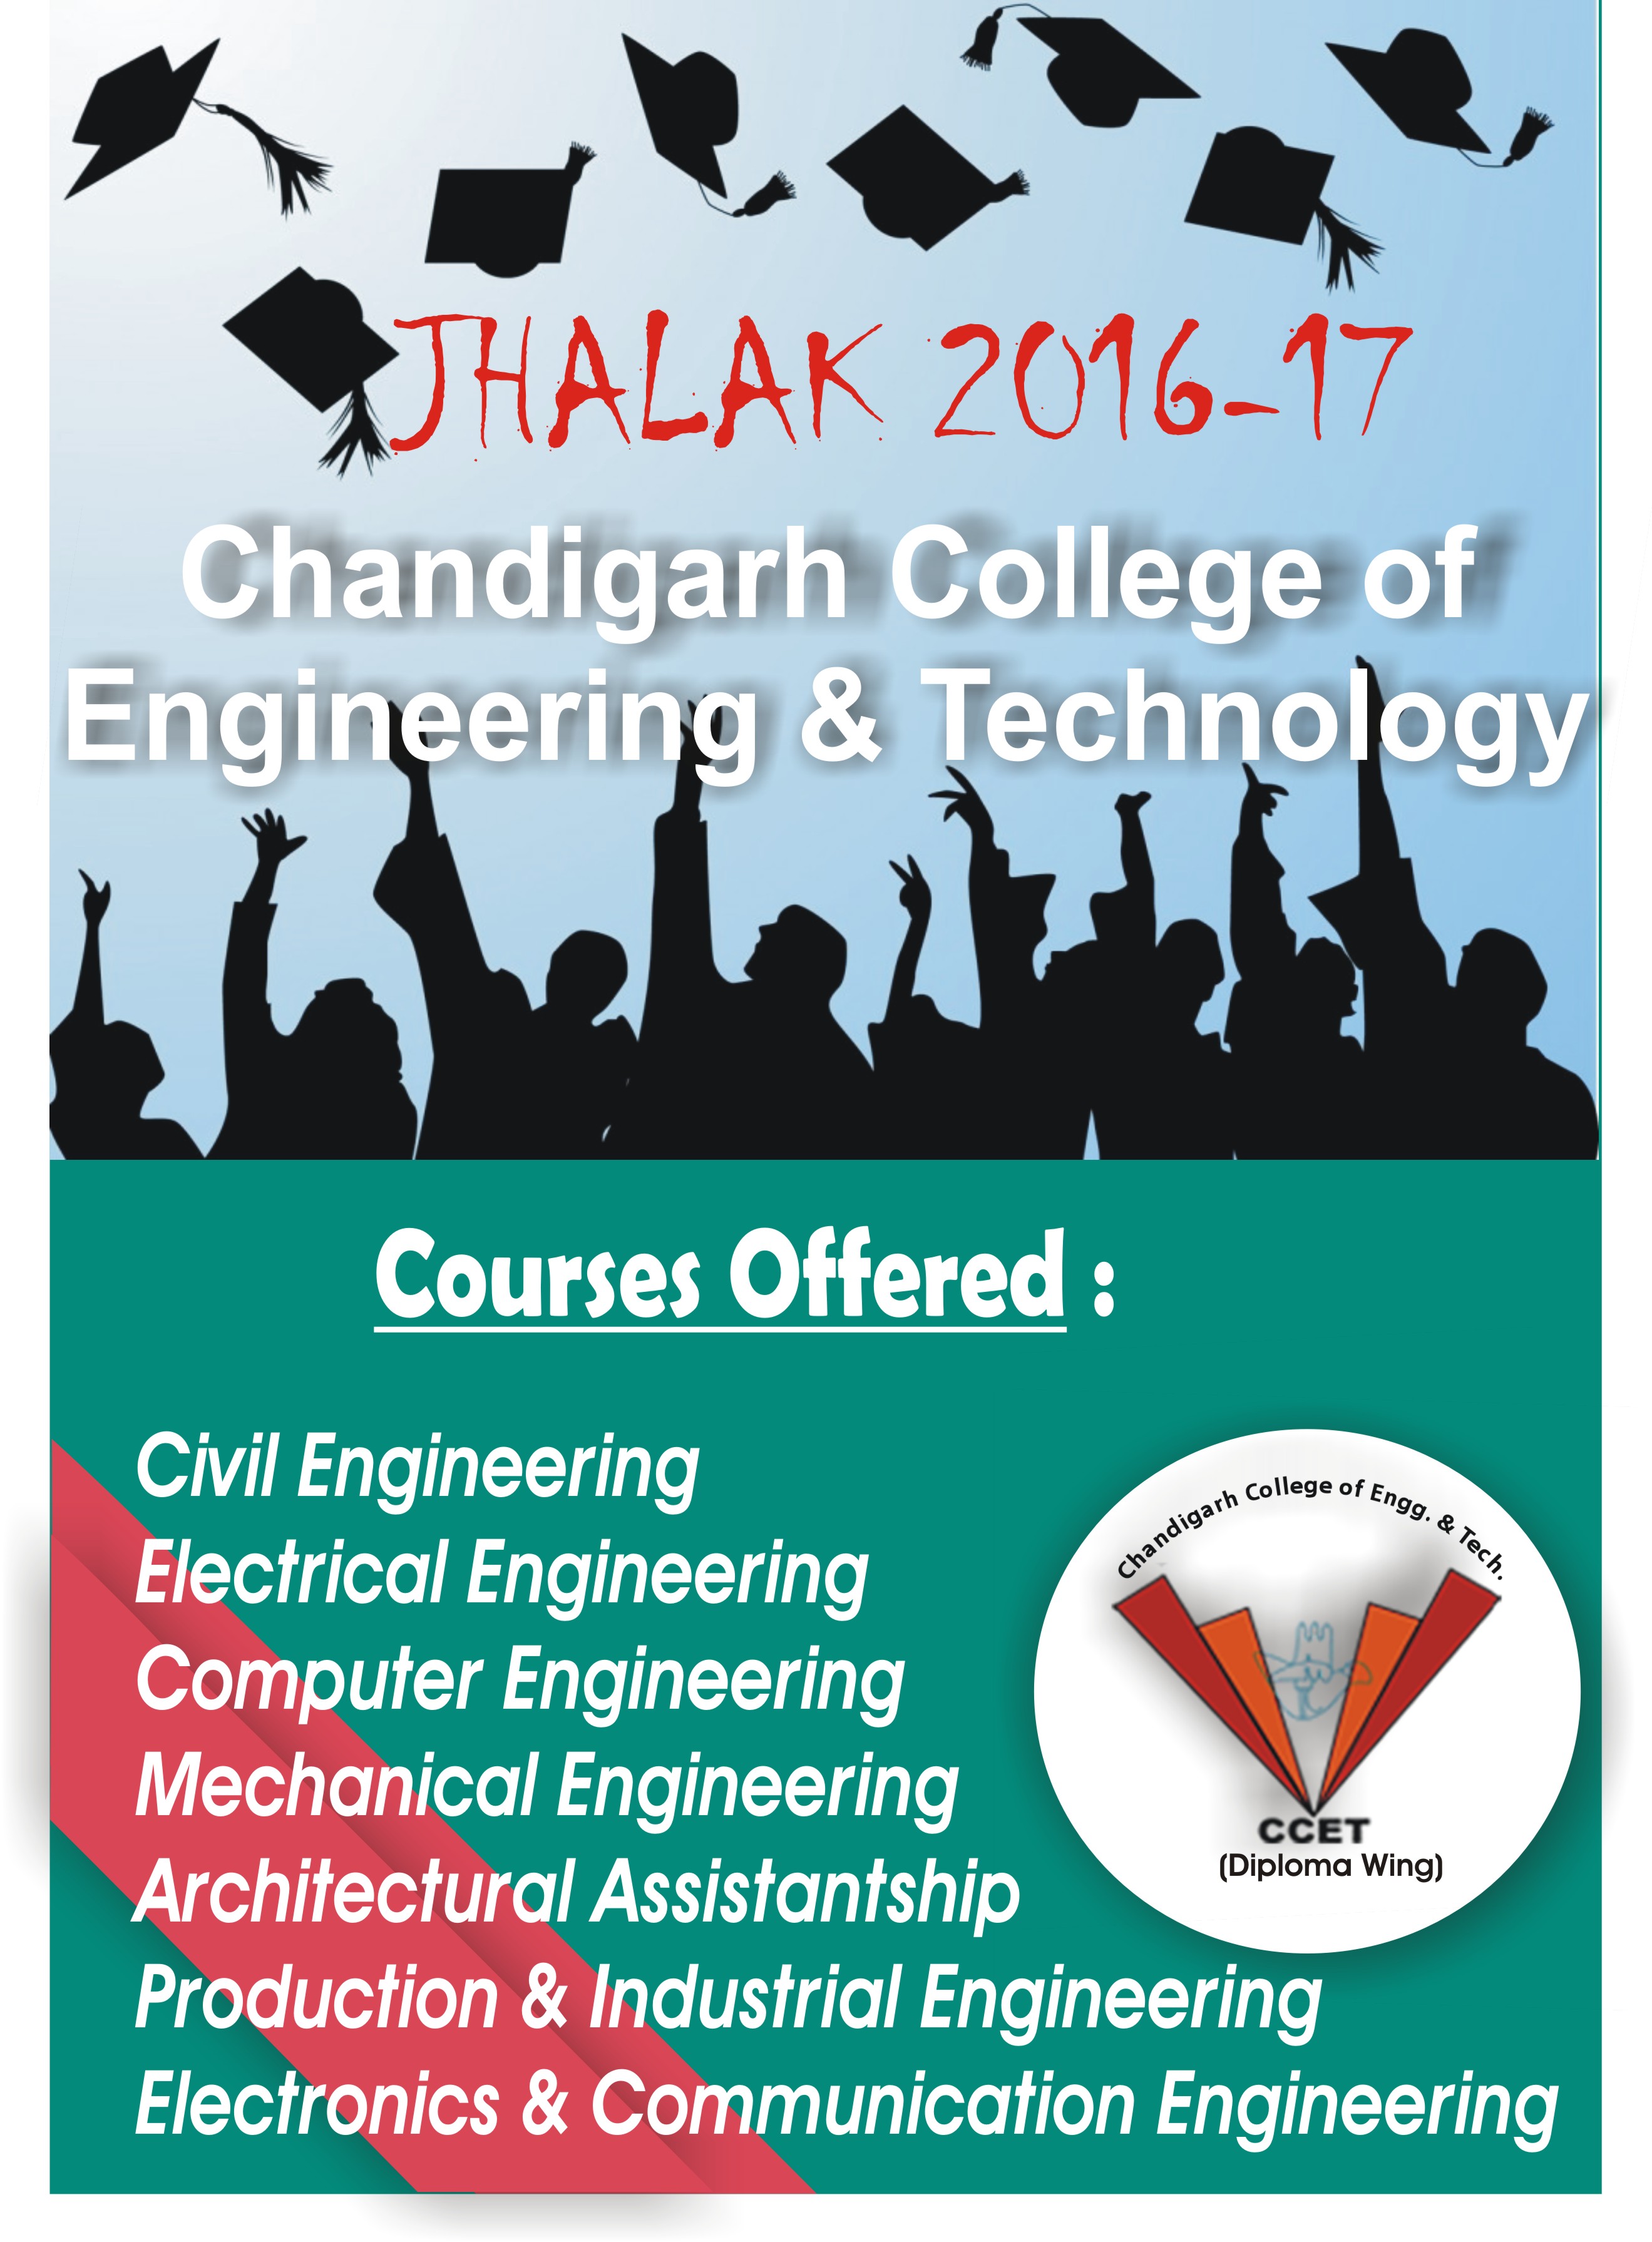 JHALAK 2016-17
Chandigarh College of
Engineering & Technology
Courses Offered :
Civil Engineering
Electrical Engineering
Computer Engineering
Mechanical Engineering
Architectural Assistantship
Production & Industrial Engineering
Electronics & Communication Engineering
Chandigarh College of Engg. & Tech.
CCET
(Diploma Wing)